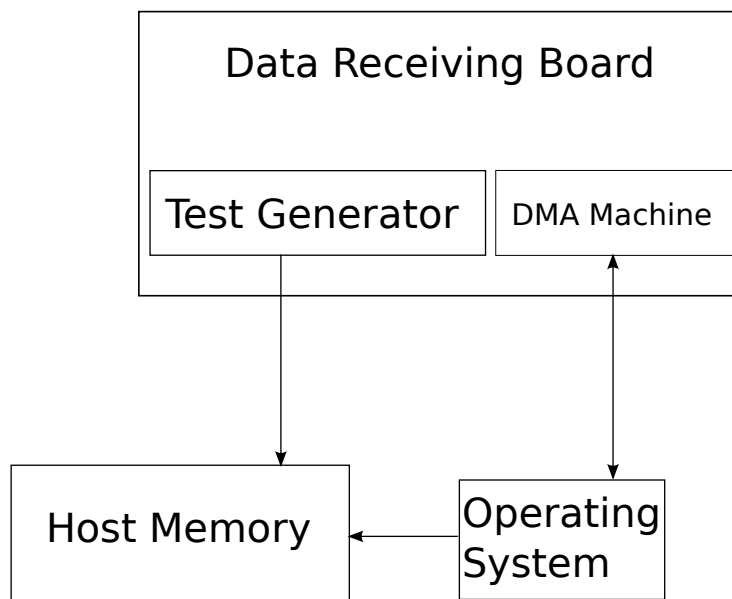 Data Receiving Board
Test Generator
DMA Machine
Host Memory
Operating
System